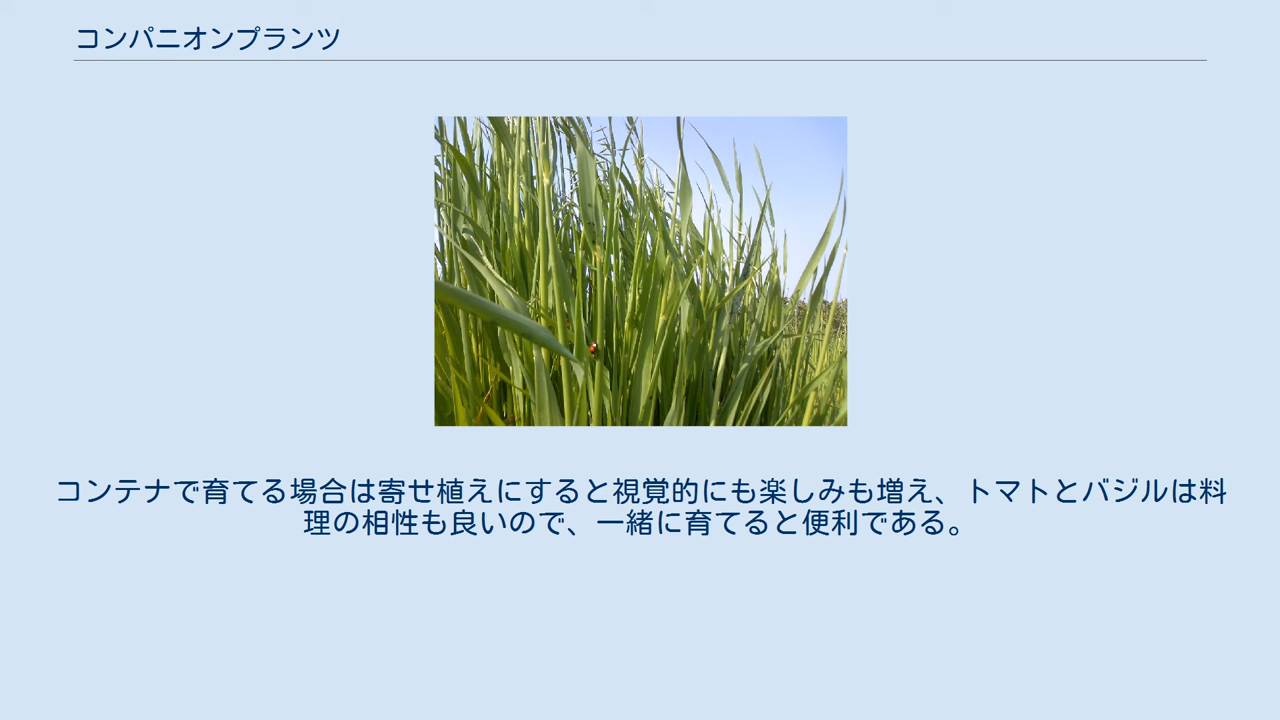 コンパニオンプランツ
コンテナで育てる場合は寄せ植えにすると視覚的にも楽しみも増え、トマトとバジルは料
理の相性も良いので、一緒に育てると便利である。